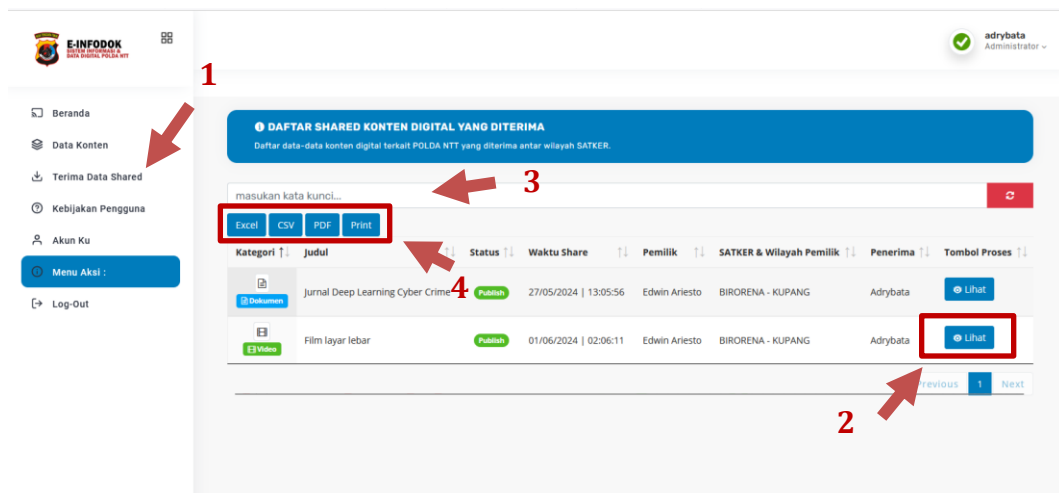 E-INFODOK
SISTEM INFORMASI &
DATA DIGITAL POLDA NTT
adrybata
Administrator
1
Beranda
Data Konten
Terima Data Shared
Kebijakan Pengguna
Akun Ku
Menu Aksi :
Log-Out
DAFTAR SHARED KONTEN DIGITAL YANG DITERIMA
Daftar data-data konten digital terkait POLDA NTT yang diterima antar wilayah SATKER.
masukan kata kunci...
3
Excel CSV PDF Print
Kategori Judul Status Waktu Share Pemilik SATKER & Wilayah Pemilik Penerima Tombol Proses
4
Dokumen Jurnal Deep Learning Cyber Crime Publish 27/05/2024 | 13:05:56 Edwin Ariesto BIRORENA - KUPANG Adrybata Lihat
Video Film layar lebar Publish 01/06/2024 | 02:06:11 Edwin Ariesto BIRORENA - KUPANG Adrybata Lihat
Previous 1 Next
2